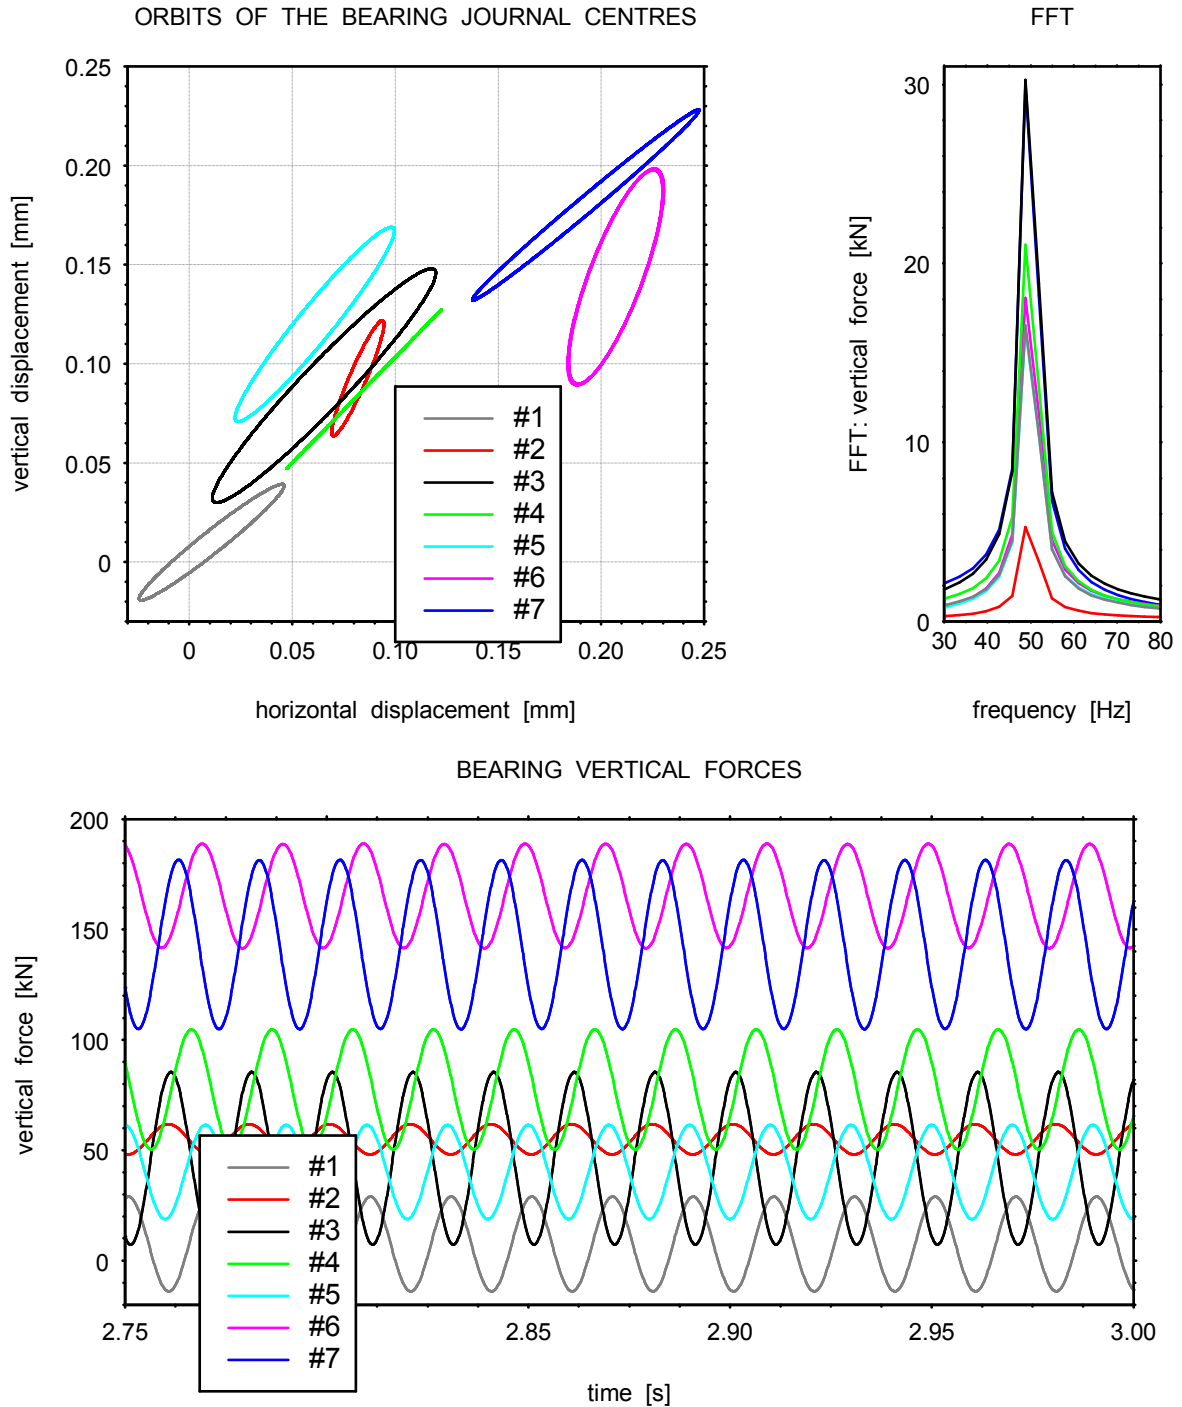 ORBITS OF THE BEARING JOURNAL CENTRES
vertical displacement [mm]
0.25
0.20
0.15
0.10
0.05
0
0 0.05 0.10 0.15 0.20 0.25
horizontal displacement [mm]
#1
#2
#3
#4
#5
#6
#7
FFT
FFT: vertical force [kN]
30
20
10
0
30 40 50 60 70 80
frequency [Hz]
BEARING VERTICAL FORCES
vertical force [kN]
200
150
100
50
0
2.75 2.85 2.90 2.95 3.00
time [s]
#1
#2
#3
#4
#5
#6
#7